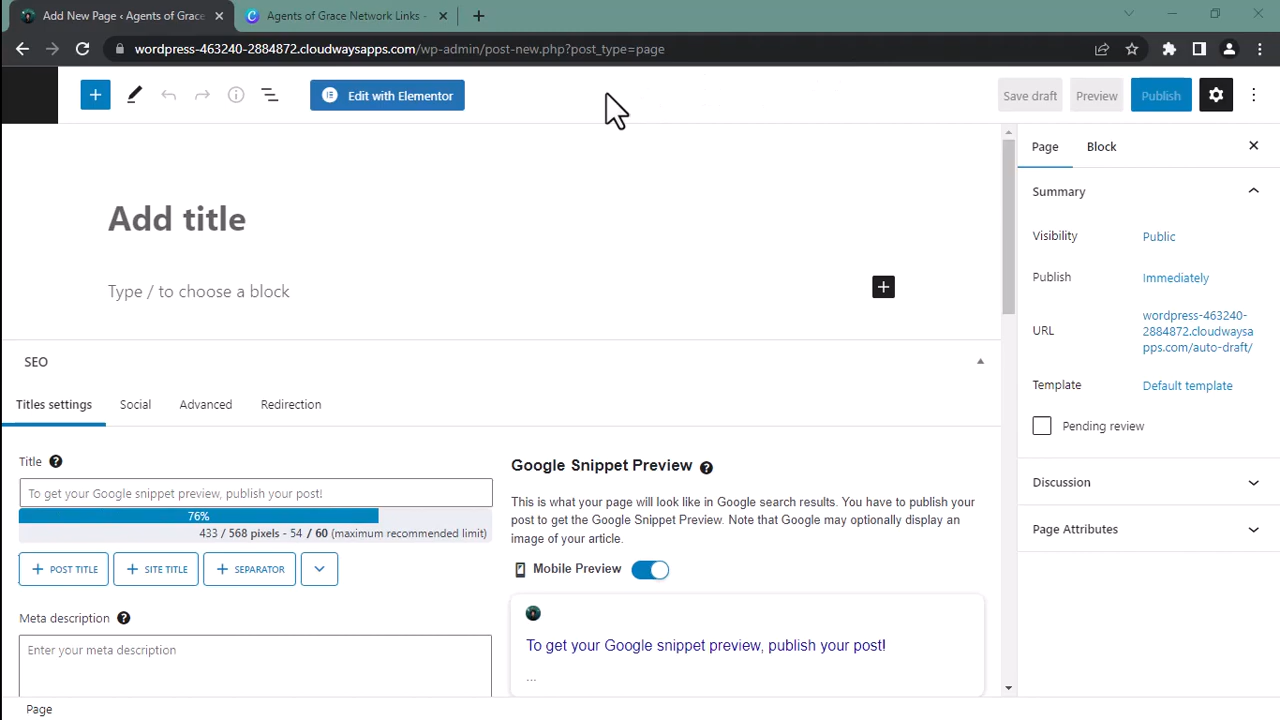 Add New Page ‹ Agents of Grace
Agents of Grace Network Links -
wordpress-463240-2884872.cloudwaysapps.com/wp-admin/post-new.php?post_type=page
Edit with Elementor
Save draft
Preview
Publish
Add title
Type / to choose a block
Page
Block
Summary
Visibility
Public
Publish
Immediately
URL
wordpress-463240-
2884872.cloudwaysa
pps.com/auto-draft/
Template
Default template
Pending review
Discussion
Page Attributes
SEO
Titles settings
Social
Advanced
Redirection
Title
To get your Google snippet preview, publish your post!
76%
433 / 568 pixels - 54 / 60 (maximum recommended limit)
POST TITLE
SITE TITLE
SEPARATOR
Meta description
Enter your meta description
Google Snippet Preview
This is what your page will look like in Google search results. You have to publish your
post to get the Google Snippet Preview. Note that Google may optionally display an
image of your article.
Mobile Preview
To get your Google snippet preview, publish your post!
...
Page